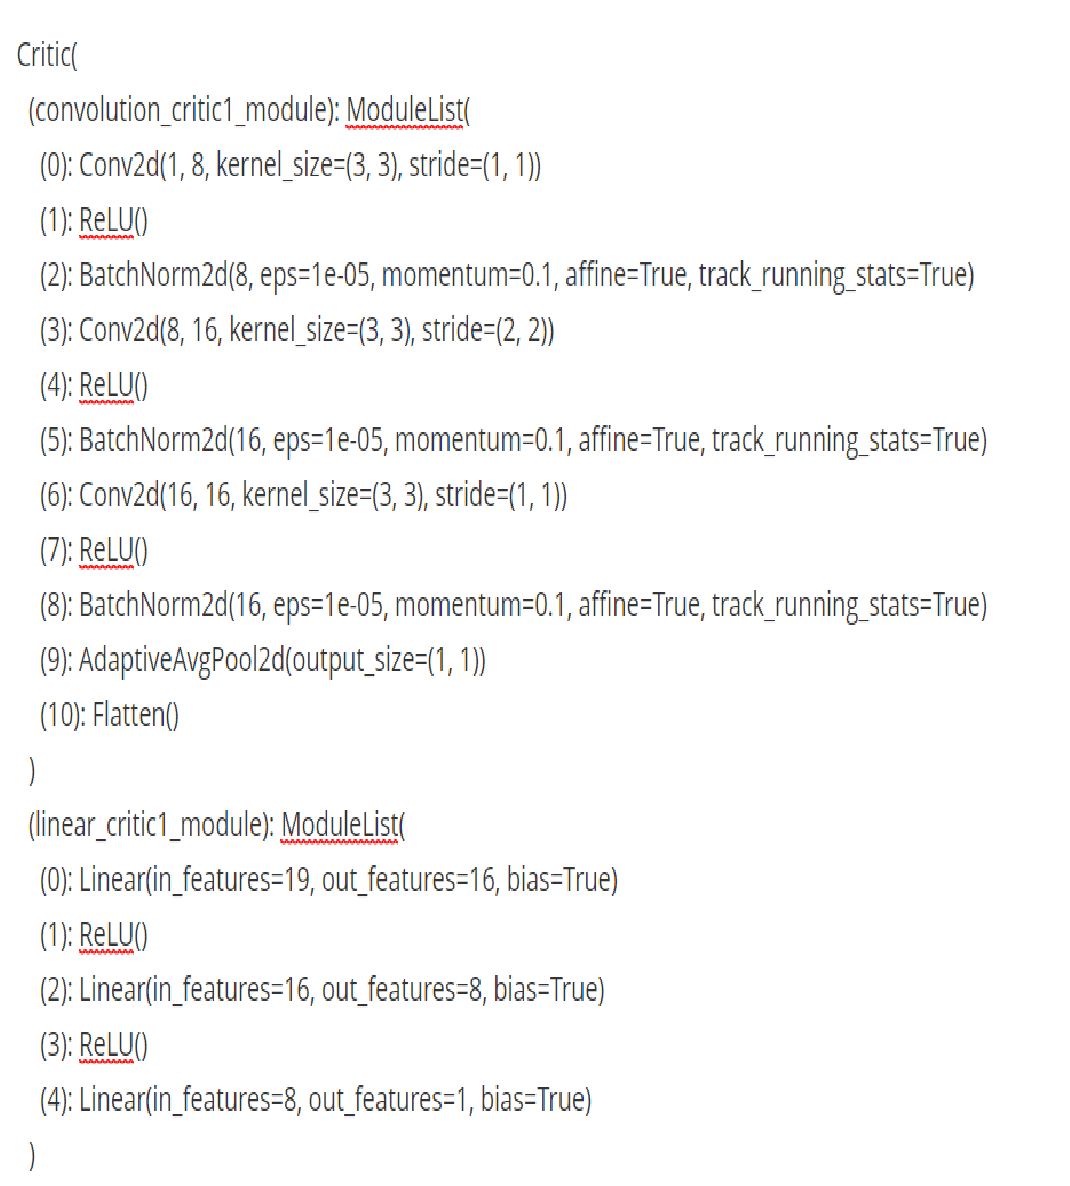 Critic(
(convolution_critic1_module): ModuleList(
(0): Conv2d(1, 8, kernel_size=(3, 3), stride=(1, 1))
(1): ReLU()
(2): BatchNorm2d(8, eps=1e-05, momentum=0.1, affine=True, track_running_stats=True)
(3): Conv2d(8, 16, kernel_size=(3, 3), stride=(2, 2))
(4): ReLU()
(5): BatchNorm2d(16, eps=1e-05, momentum=0.1, affine=True, track_running_stats=True)
(6): Conv2d(16, 16, kernel_size=(3, 3), stride=(1, 1))
(7): ReLU()
(8): BatchNorm2d(16, eps=1e-05, momentum=0.1, affine=True, track_running_stats=True)
(9): AdaptiveAvgPool2d(output_size=(1, 1))
(10): Flatten()
)
(linear_critic1_module): ModuleList(
(0): Linear(in_features=19, out_features=16, bias=True)
(1): ReLU()
(2): Linear(in_features=16, out_features=8, bias=True)
(3): ReLU()
(4): Linear(in_features=8, out_features=1, bias=True)
)